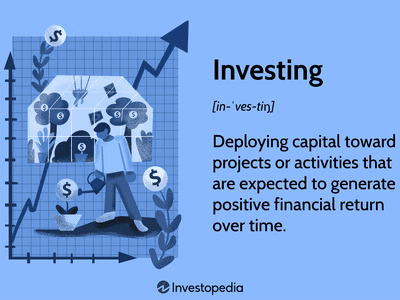 Investing
[in-ˈves-tiŋ]
Deploying capital toward
projects or activities that
are expected to generate
positive financial return
over time.
Investopedia
$
$
$
$
$
$
$